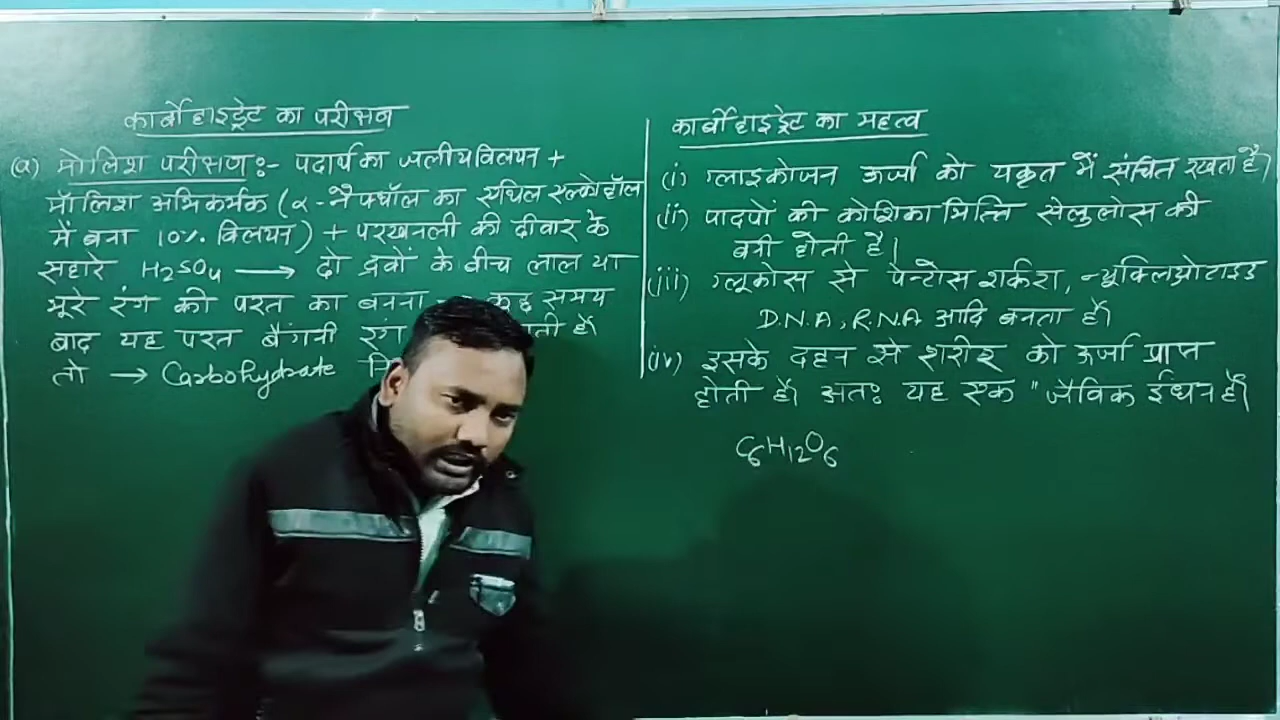 कार्बोहाइड्रेट का परीक्षण
(a) मोलिश परीक्षण :- पदार्थ का जलीय विलयन +
मॉलिश अभिकर्मक (α-नैफ्थॉल का एथिल एल्कोहॉल
में बना 10% विलयन) + परखनली की दीवार के
सहारे H₂SO₄ ⟶ दो द्रवों के बीच लाल या
भूरे रंग की परत का बनना कुछ समय
बाद यह परत बैंगनी रंग है।
तो → Carbohydrate
कार्बोहाइड्रेट का महत्व
(i) ग्लाइकोजन ऊर्जा को यकृत में संचित रखता है।
(ii) पादपों की कोशिका भित्ति सेलुलोस की
बनी होती है।
(iii) ग्लूकोस से पेन्टोस शर्करा, न्यूक्लिओटाइड
D.N.A, R.N.A आदि बनता है।
(iv) इसके दहन से शरीर को ऊर्जा प्राप्त
होती है। अतः यह एक "जैविक ईंधन है।
C₆H₁₂O₆